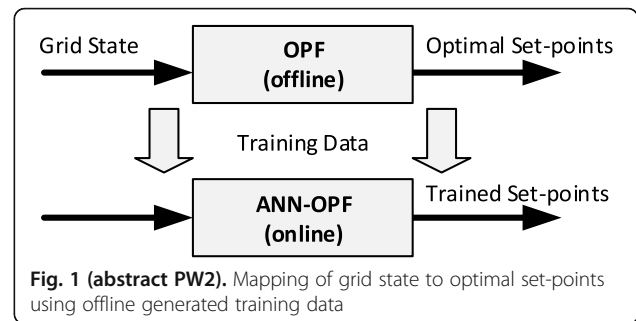 Grid State
OPF
(offline)
Optimal Set-points
Training Data
ANN-OPF
(online)
Trained Set-points
Fig. 1 (abstract PW2). Mapping of grid state to optimal set-points
using offline generated training data